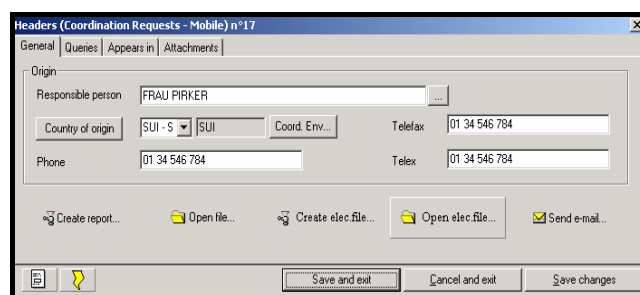 Headers (Coordination Requests - Mobile) n°17
General Queries Appears in Attachments
Origin
Responsible person FRAU PIRKER ...
Country of origin SUI - S SUI Coord. Env... Telefax 01 34 546 784
Phone 01 34 546 784 Telex 01 34 546 784
Create report... Open file... Create elec.file... Open elec.file... Send e-mail...
Save and exit Cancel and exit Save changes